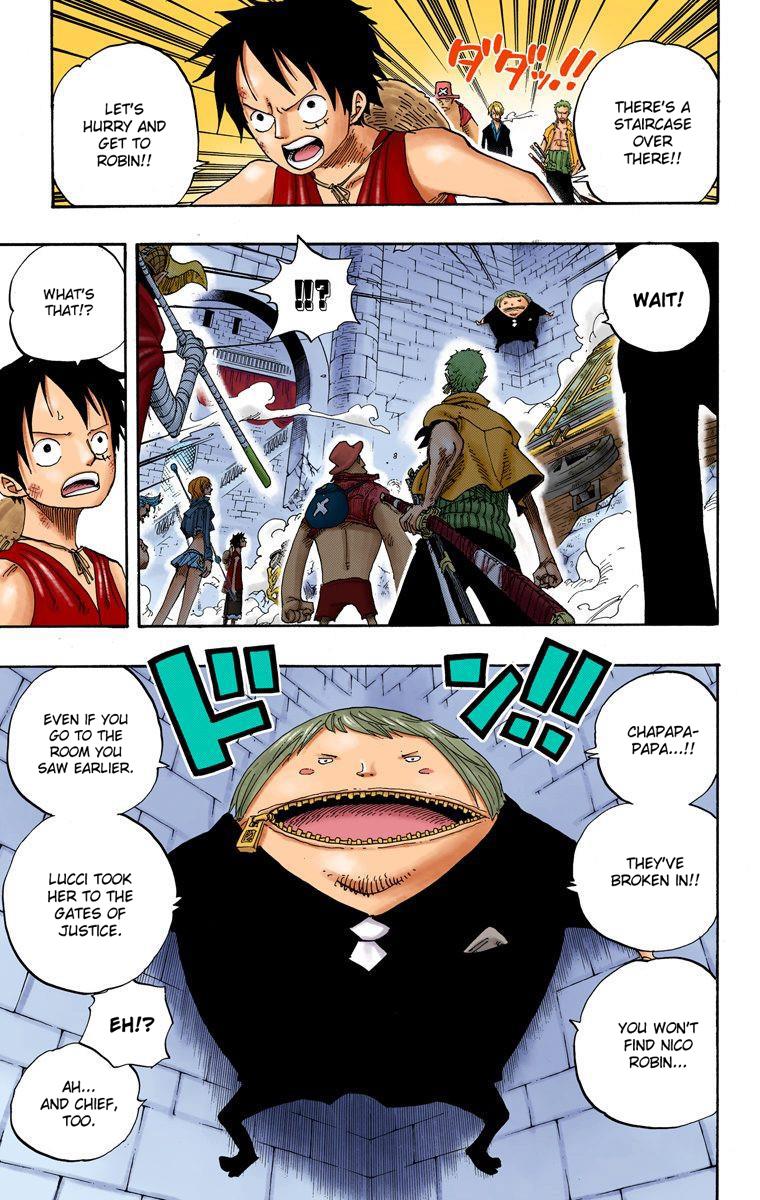 THERE'S A
STAIRCASE
OVER
THERE!!
ダダッ!!
LET'S
HURRY AND
GET TO
ROBIN!!
WAIT!
!!?
WHAT'S
THAT!?
ドン!!
CHAPAPA-
PAPA...!!
THEY'VE
BROKEN IN!!
YOU WON'T
FIND NICO
ROBIN...
EVEN IF YOU
GO TO THE
ROOM YOU
SAW EARLIER.
LUCCI TOOK
HER TO THE
GATES OF
JUSTICE.
EH!?
AH...
AND CHIEF,
TOO.